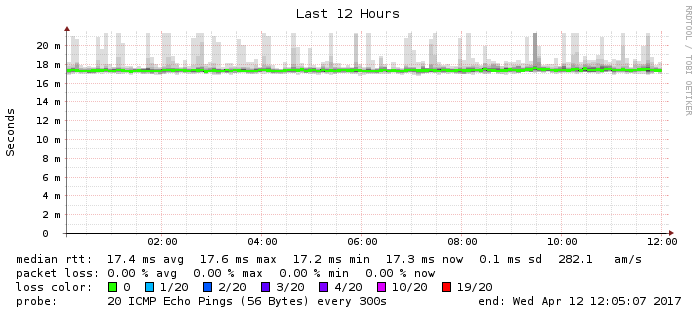 Last 12 Hours
RRDTOOL / TOBI OETIKER
Seconds
20 m
18 m
16 m
14 m
12 m
10 m
8 m
6 m
4 m
2 m
0
02:00 04:00 06:00 08:00 10:00 12:00
median rtt: 17.4 ms avg 17.6 ms max 17.2 ms min 17.3 ms now 0.1 ms sd 282.1 am/s
packet loss: 0.00 % avg 0.00 % max 0.00 % min 0.00 % now
loss color: 0 1/20 2/20 3/20 4/20 10/20 19/20
probe: 20 ICMP Echo Pings (56 Bytes) every 300s end: Wed Apr 12 12:05:07 2017